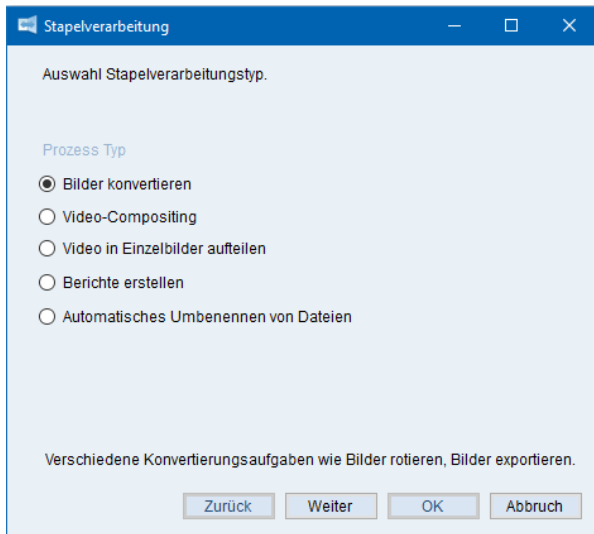 Stapelverarbeitung
Auswahl Stapelverarbeitungstyp.
Prozess Typ
Bilder konvertieren
Video-Compositing
Video in Einzelbilder aufteilen
Berichte erstellen
Automatisches Umbenennen von Dateien
Verschiedene Konvertierungsaufgaben wie Bilder rotieren, Bilder exportieren.
Zurück Weiter OK Abbruch